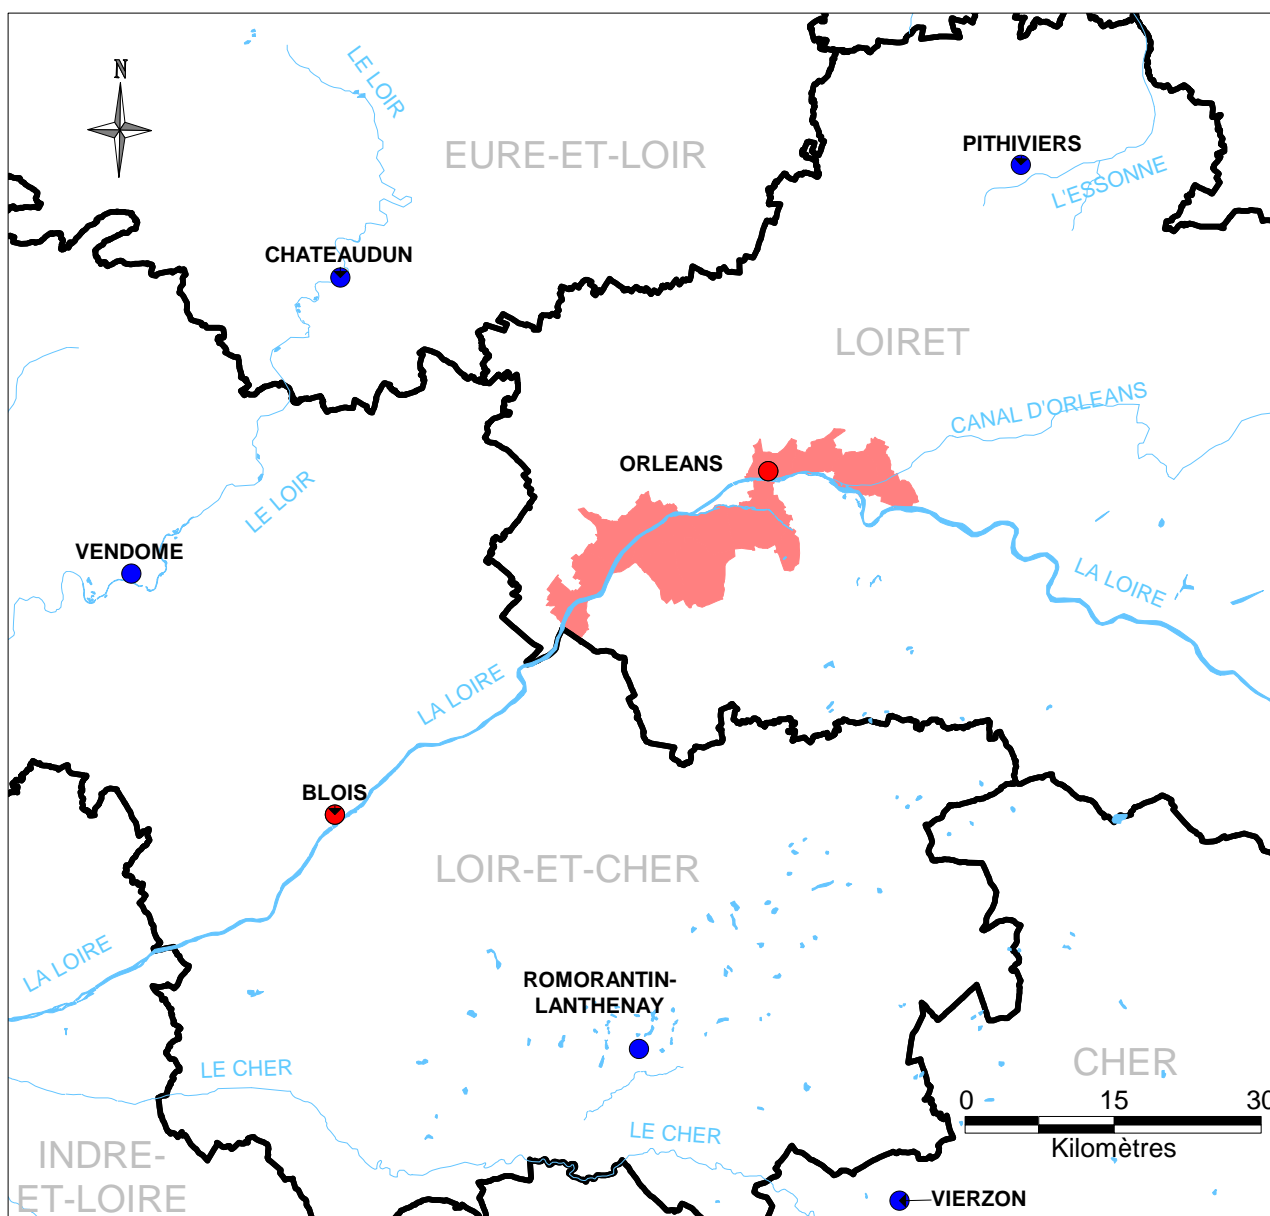 N
LE LOIR
EURE-ET-LOIR
PITHIVIERS
L'ESSONNE
CHATEAUDUN
LOIRET
CANAL D'ORLEANS
ORLEANS
LE LOIR
VENDOME
LA LOIRE
LA LOIRE
BLOIS
LOIR-ET-CHER
LA LOIRE
ROMORANTIN-
LANTHENAY
LE CHER
CHER
0 15 30
Kilomètres
LE CHER
INDRE-
ET-LOIRE
VIERZON